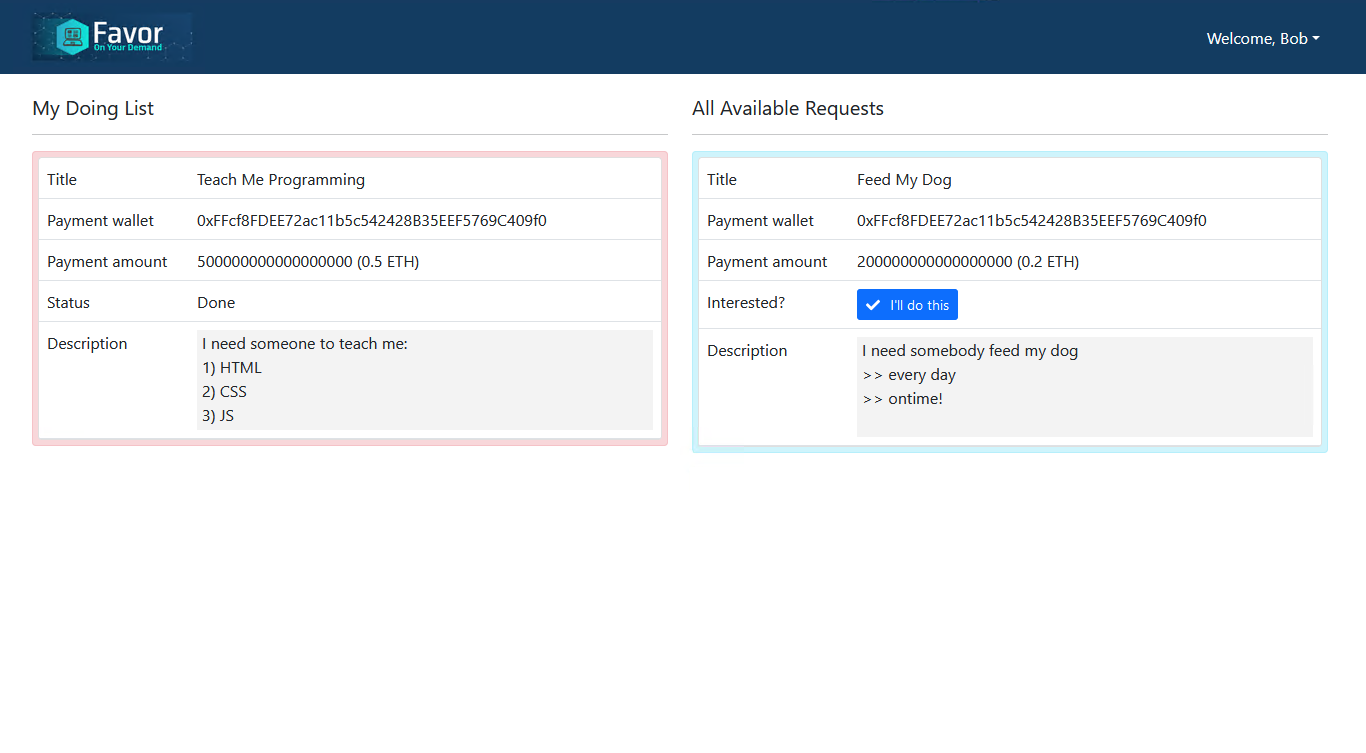 Favor
On Your Demand
Welcome, Bob
My Doing List
Title Teach Me Programming
Payment wallet 0xFFcf8FDEE72ac11b5c542428B35EEF5769C409f0
Payment amount 500000000000000000 (0.5 ETH)
Status Done
Description I need someone to teach me:
1) HTML
2) CSS
3) JS
All Available Requests
Title Feed My Dog
Payment wallet 0xFFcf8FDEE72ac11b5c542428B35EEF5769C409f0
Payment amount 200000000000000000 (0.2 ETH)
Interested? I'll do this
Description I need somebody feed my dog
>> every day
>> ontime!